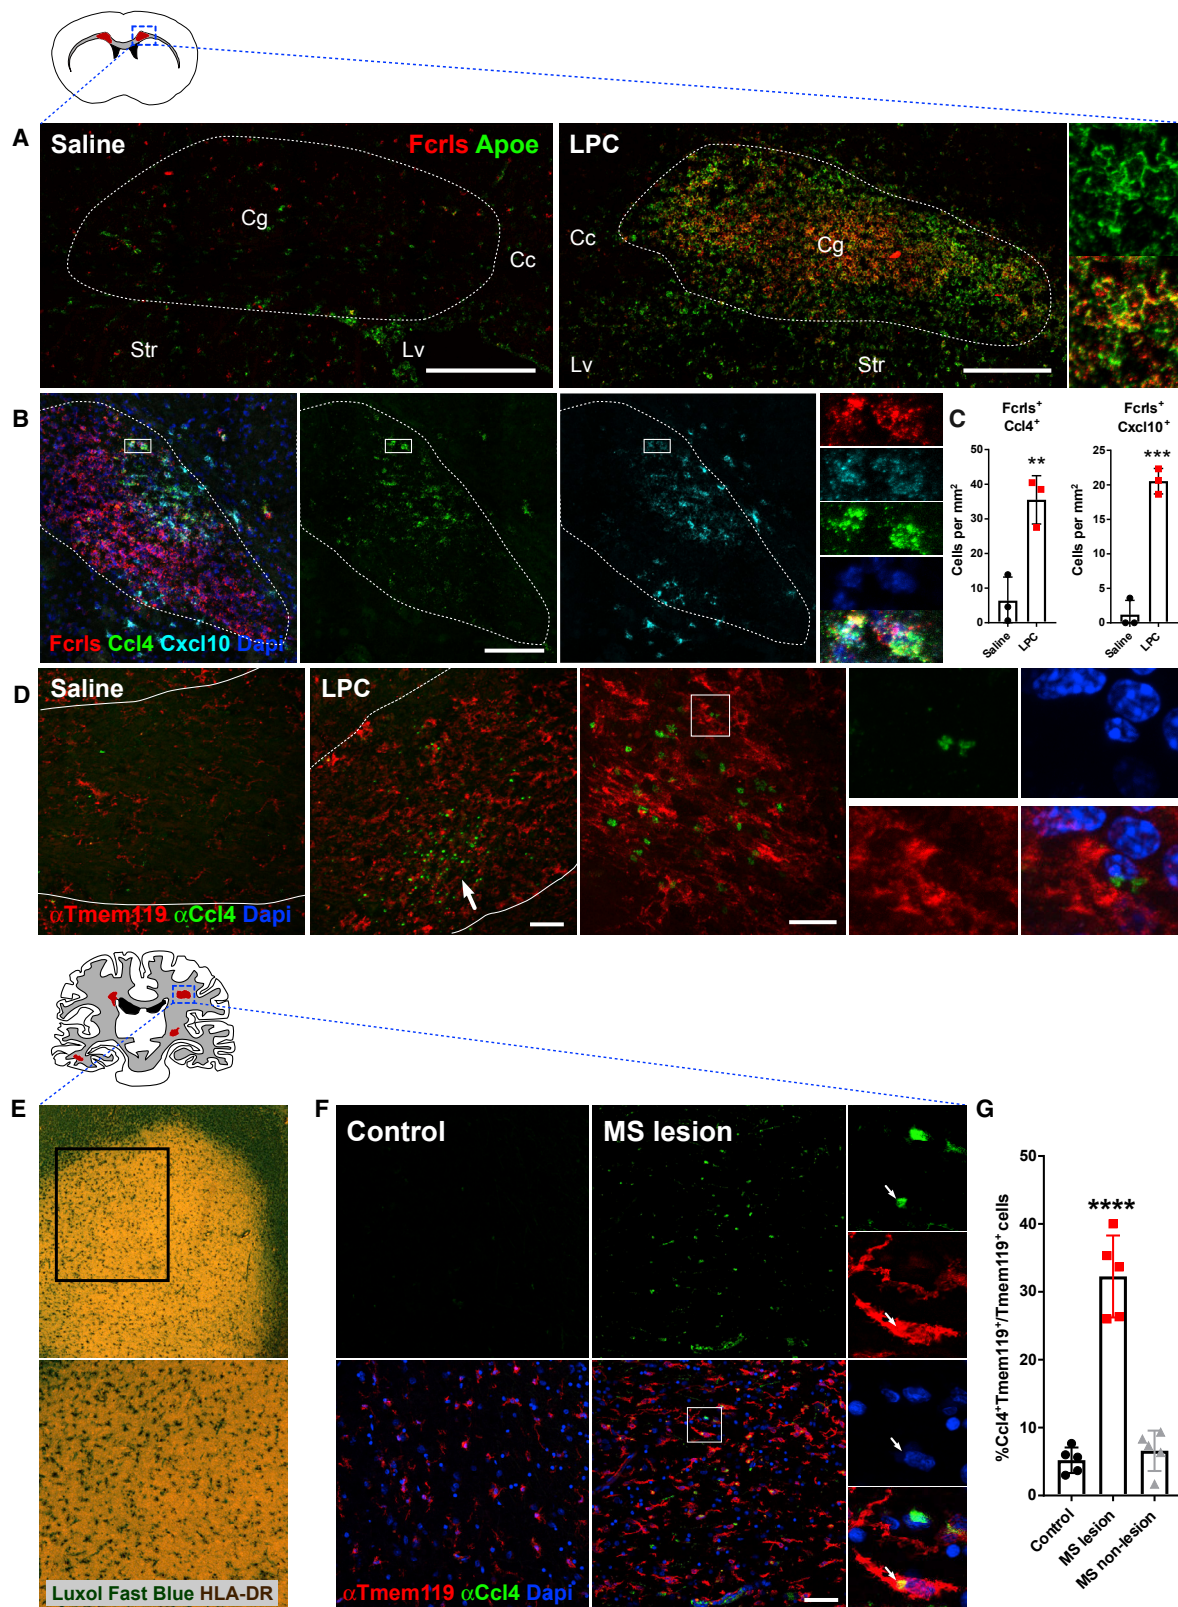 A
Saline
Fcrls Apoe
Cg
Cc
Str
Lv
LPC
Cc
Cg
Lv
Str
B
Fcrls Ccl4 Cxcl10 Dapi
C
Fcrls⁺
Ccl4⁺
**
Cells per mm²
50
40
30
20
10
0
Saline
LPC
Fcrls⁺
Cxcl10⁺
***
Cells per mm²
25
20
15
10
5
0
Saline
LPC
D
Saline
αTmem119 αCcl4 Dapi
LPC
E
Luxol Fast Blue HLA-DR
F
Control
MS lesion
αTmem119 αCcl4 Dapi
G
%Ccl4⁺Tmem119⁺/Tmem119⁺ cells
50
40
30
20
10
0
****
Control
MS lesion
MS non-lesion